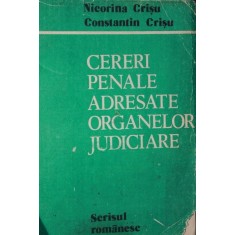 Nicorina Crişu
Constantin Crişu
CERERI
PENALE
ADRESATE
ORGANELOR
JUDICIARE
Scrisul
românesc